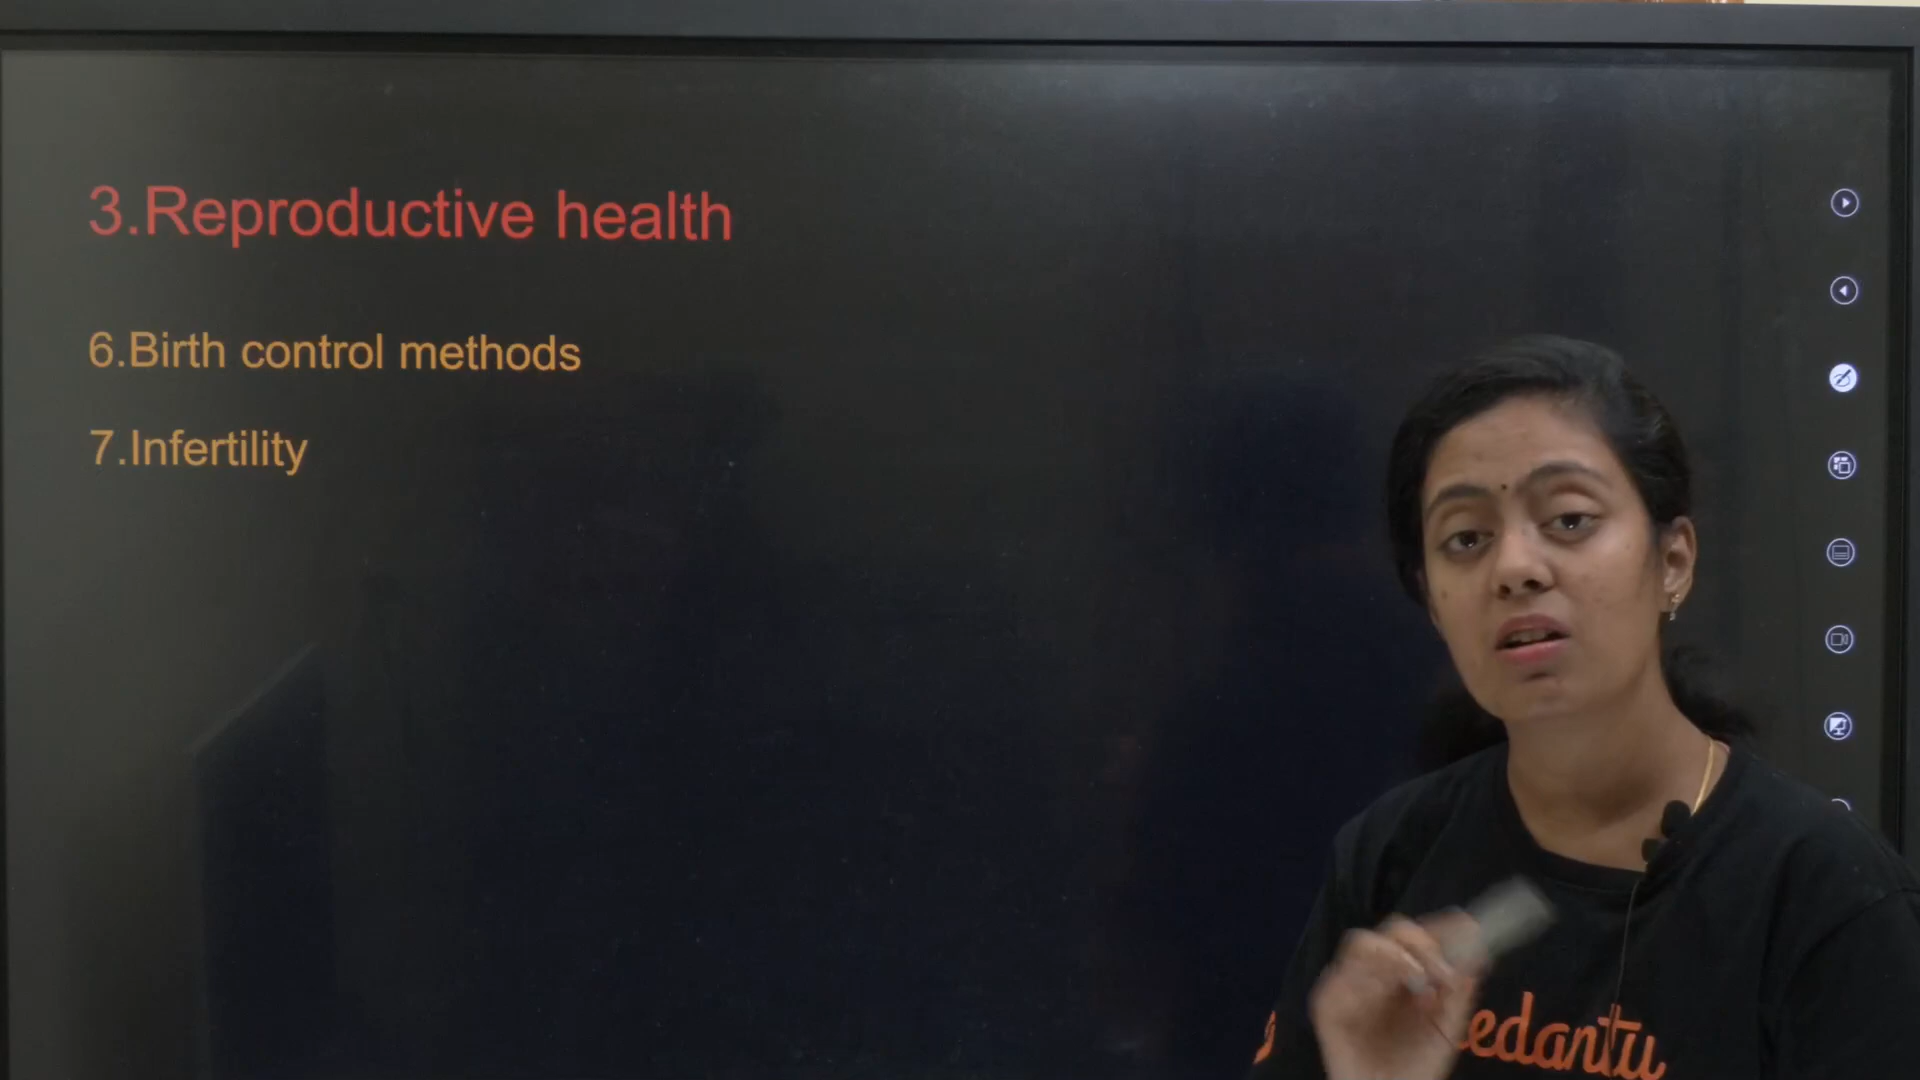 3.Reproductive health
6.Birth control methods
7.Infertility
edantu